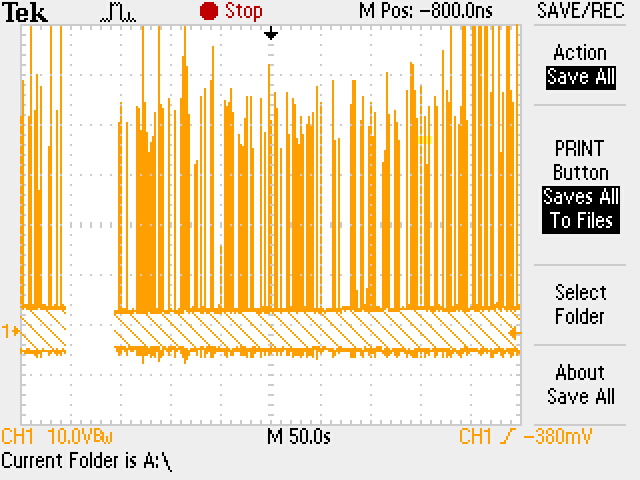 Tek Stop M Pos: -800.0ns SAVE/REC
Action
Save All
PRINT
Button
Saves All
To Files
Select
Folder
About
Save All
1
CH1 10.0VBw M 50.0s CH1 -380mV
Current Folder is A:\